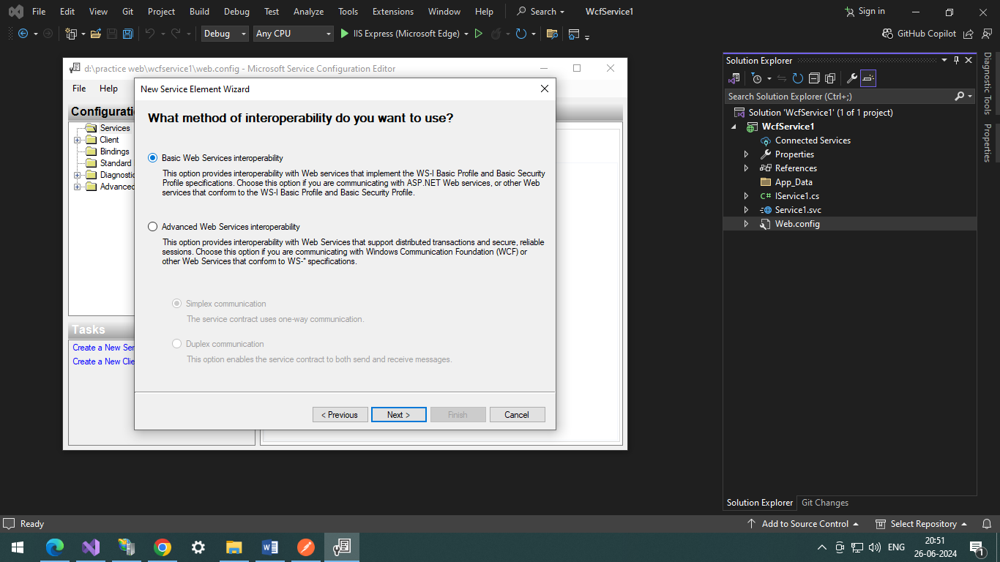 File Edit View Git Project Build Debug Test Analyze Tools Extensions Window Help Search WcfService1 Sign in
Debug Any CPU IIS Express (Microsoft Edge) GitHub Copilot
d:\practice web\wcfservice1\web.config - Microsoft Service Configuration Editor
File Help
Configurati
Services
Client
Bindings
Standard
Diagnostic
Advanced
Tasks
Create a New Ser
Create a New Clie
New Service Element Wizard
What method of interoperability do you want to use?
Basic Web Services interoperability
This option provides interoperability with Web services that implement the WS-I Basic Profile and Basic Security
Profile specifications. Choose this option if you are communicating with ASP.NET Web services, or other Web
services that conform to the WS-I Basic Profile and Basic Security Profile.
Advanced Web Services interoperability
This option provides interoperability with Web Services that support distributed transactions and secure, reliable
sessions. Choose this option if you are communicating with Windows Communication Foundation (WCF) or
other Web Services that conform to WS-* specifications.
Simplex communication
The service contract uses one-way communication.
Duplex communication
This option enables the service contract to both send and receive messages.
< Previous Next > Finish Cancel
Solution Explorer
Search Solution Explorer (Ctrl+;)
Solution 'WcfService1' (1 of 1 project)
WcfService1
Connected Services
Properties
References
App_Data
C# IService1.cs
Service1.svc
Web.config
Solution Explorer Git Changes
Diagnostic Tools
Properties
Ready Add to Source Control Select Repository
ENG
20:51
26-06-2024
1